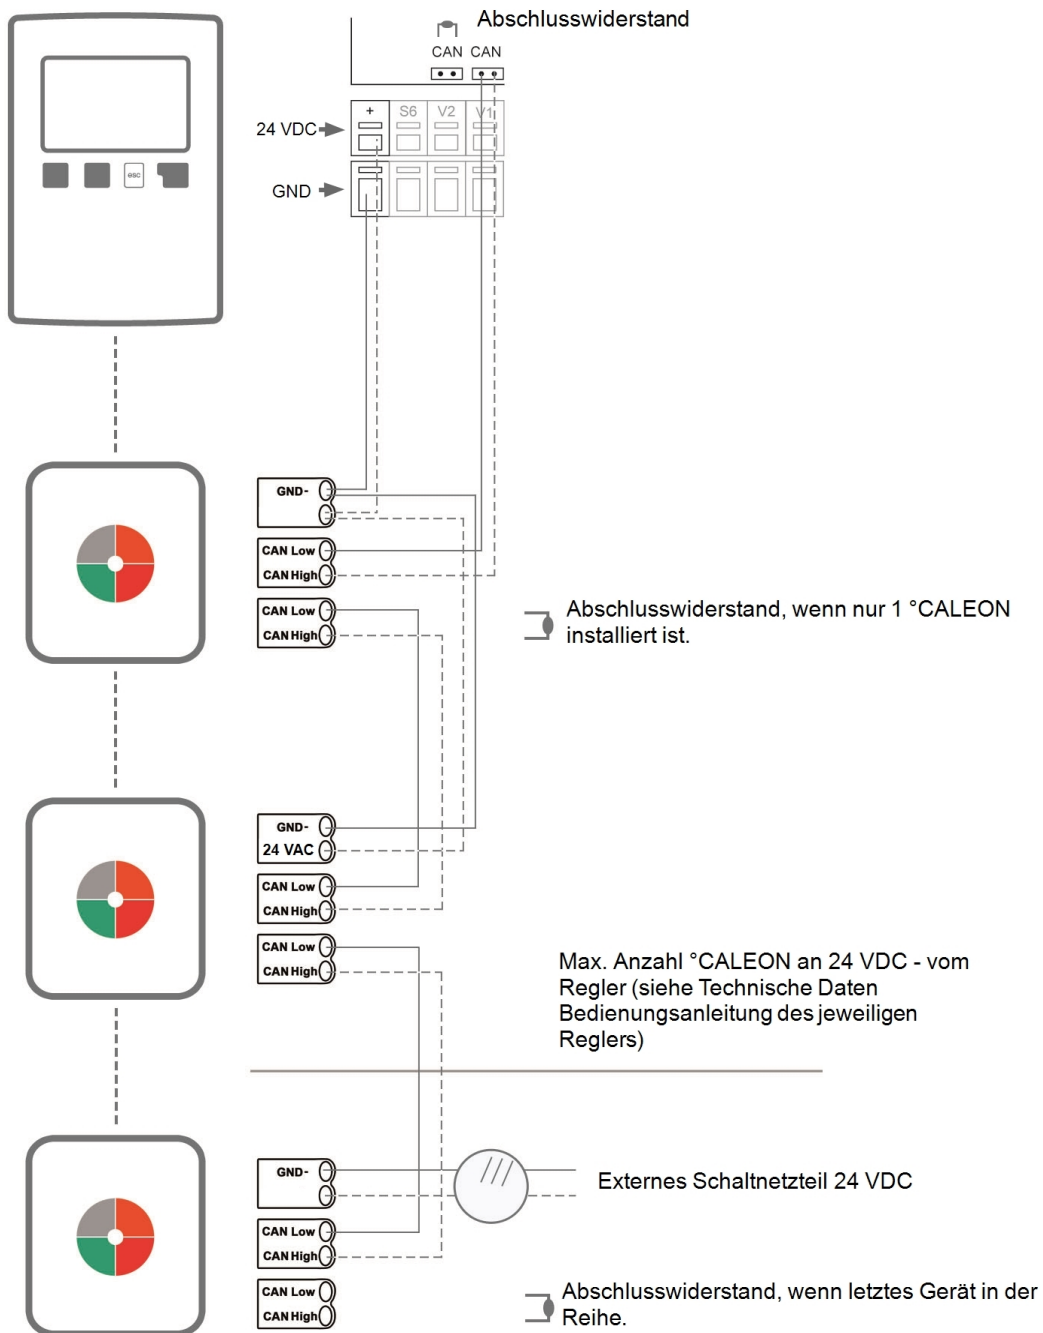 Abschlusswiderstand
CAN CAN
+ S6 V2 V1
24 VDC
GND
esc
GND-
CAN Low
CAN High
CAN Low
CAN High
Abschlusswiderstand, wenn nur 1 °CALEON
installiert ist.
GND-
24 VAC
CAN Low
CAN High
CAN Low
CAN High
Max. Anzahl °CALEON an 24 VDC - vom
Regler (siehe Technische Daten
Bedienungsanleitung des jeweiligen
Reglers)
GND-
Externes Schaltnetzteil 24 VDC
CAN Low
CAN High
CAN Low
CAN High
Abschlusswiderstand, wenn letztes Gerät in der
Reihe.